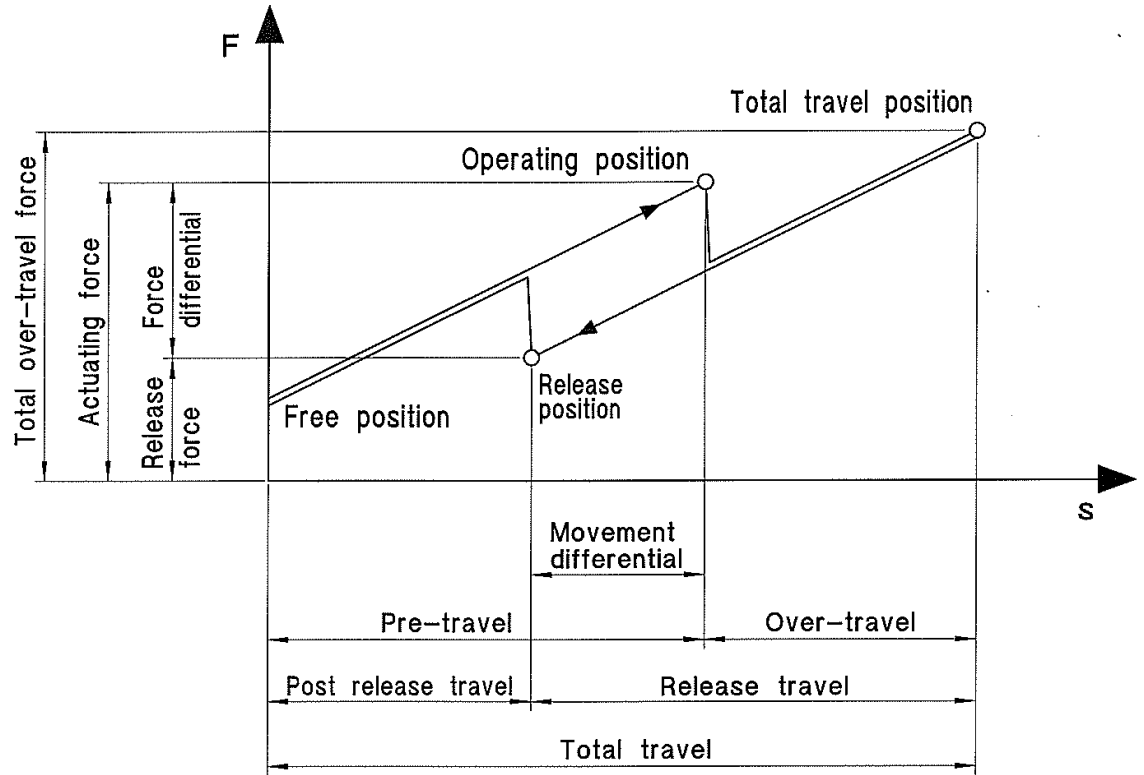 F
Total travel position
Operating position
Total over-travel force
Actuating force
Force
differential
Release
force
Free position
Release
position
S
Movement
differential
Pre-travel
Over-travel
Post release travel
Release travel
Total travel